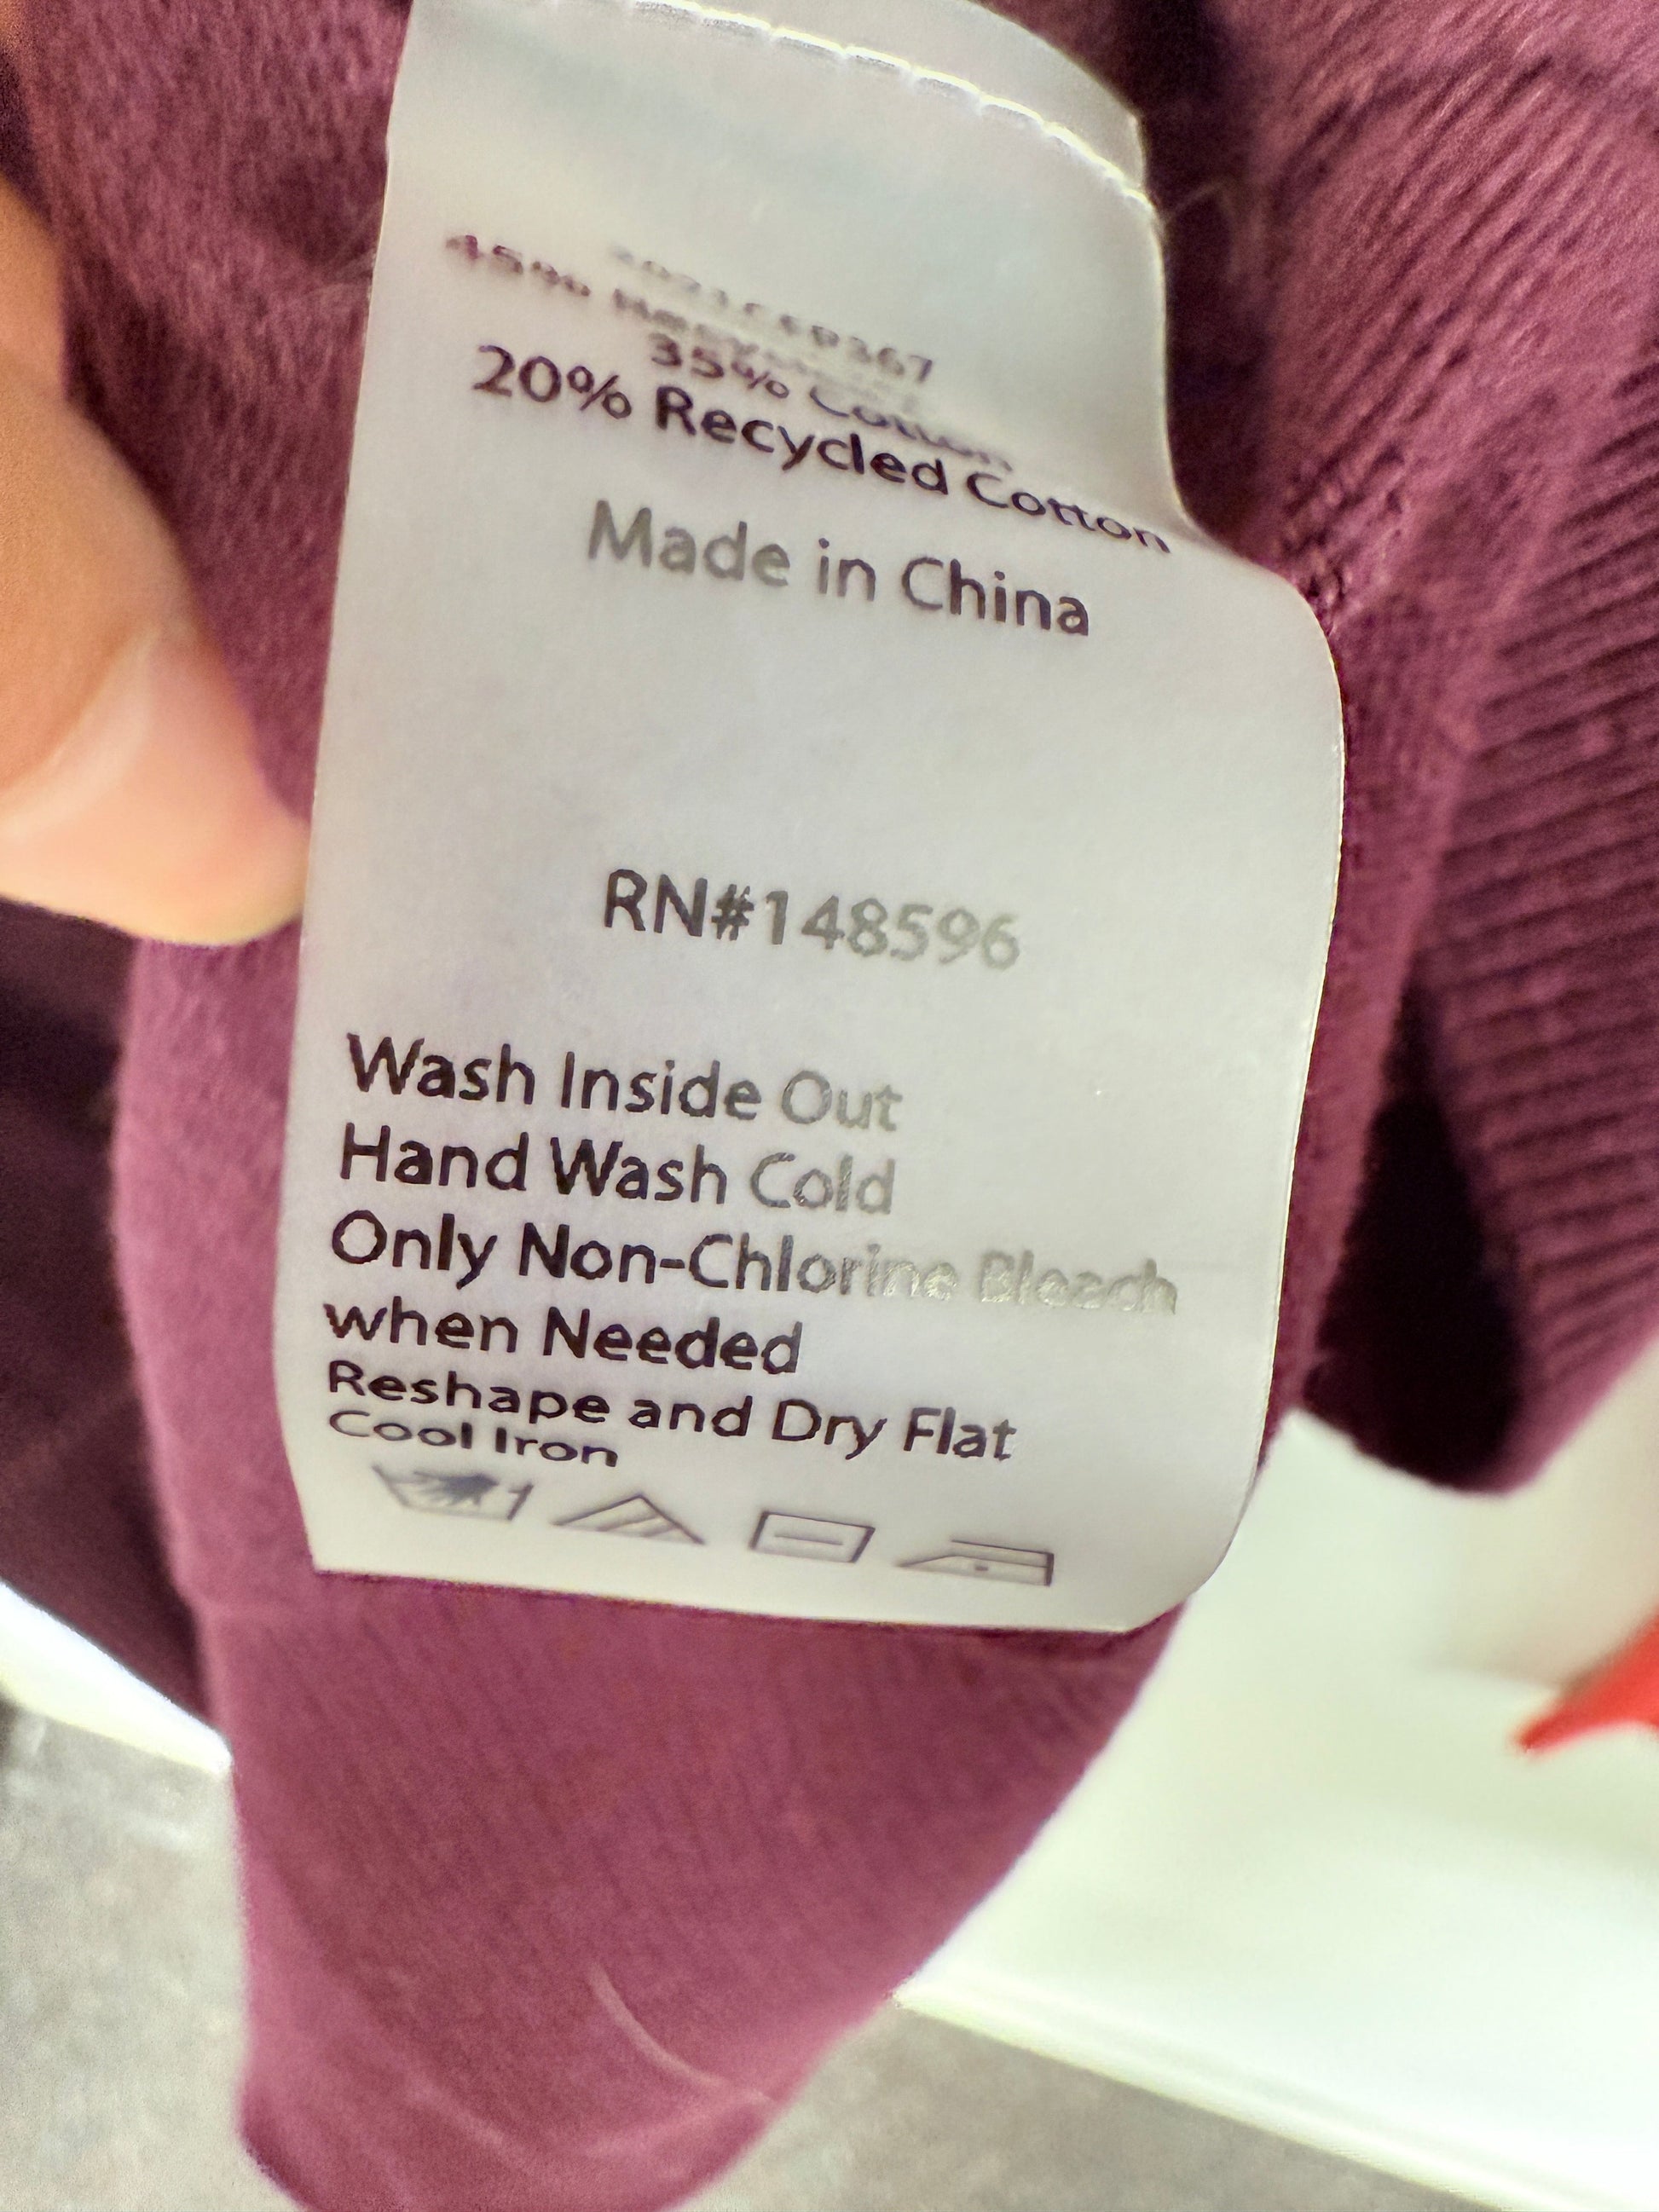 45%
35% Cotton
20% Recycled Cotton
Made in China
RN#148596
Wash Inside Out
Hand Wash Cold
Only Non-Chlorine Bleach
when Needed
Reshape and Dry Flat
Cool Iron